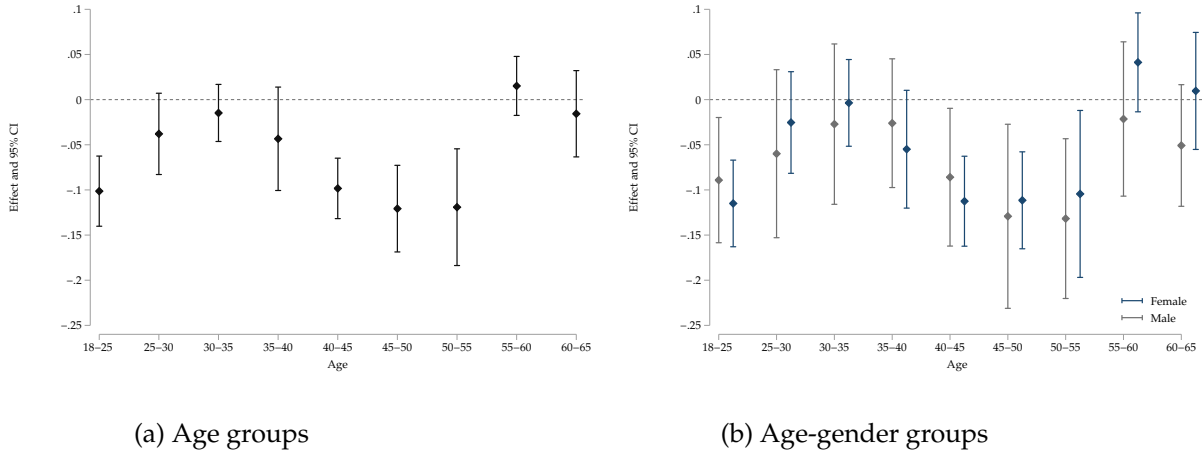 .1
.05
0
−.05
−.1
−.15
−.2
−.25
Effect and 95% CI
18−25 25−30 30−35 35−40 40−45 45−50 50−55 55−60 60−65
Age
(a) Age groups
.1
.05
0
−.05
−.1
−.15
−.2
−.25
Effect and 95% CI
Female
Male
18−25 25−30 30−35 35−40 40−45 45−50 50−55 55−60 60−65
Age
(b) Age-gender groups